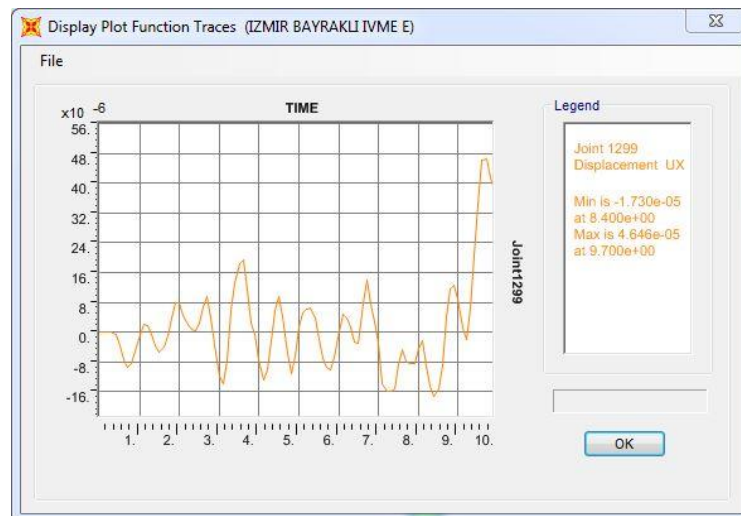 Display Plot Function Traces (IZMIR BAYRAKLI IVME E)
File
x10 -6
TIME
56.
48.
40.
32.
24.
16.
8.
0.
-8.
-16.
1. 2. 3. 4. 5. 6. 7. 8. 9. 10.
Joint1299
Legend
Joint 1299
Displacement UX
Min is -1.730e-05
at 8.400e+00
Max is 4.646e-05
at 9.700e+00
OK